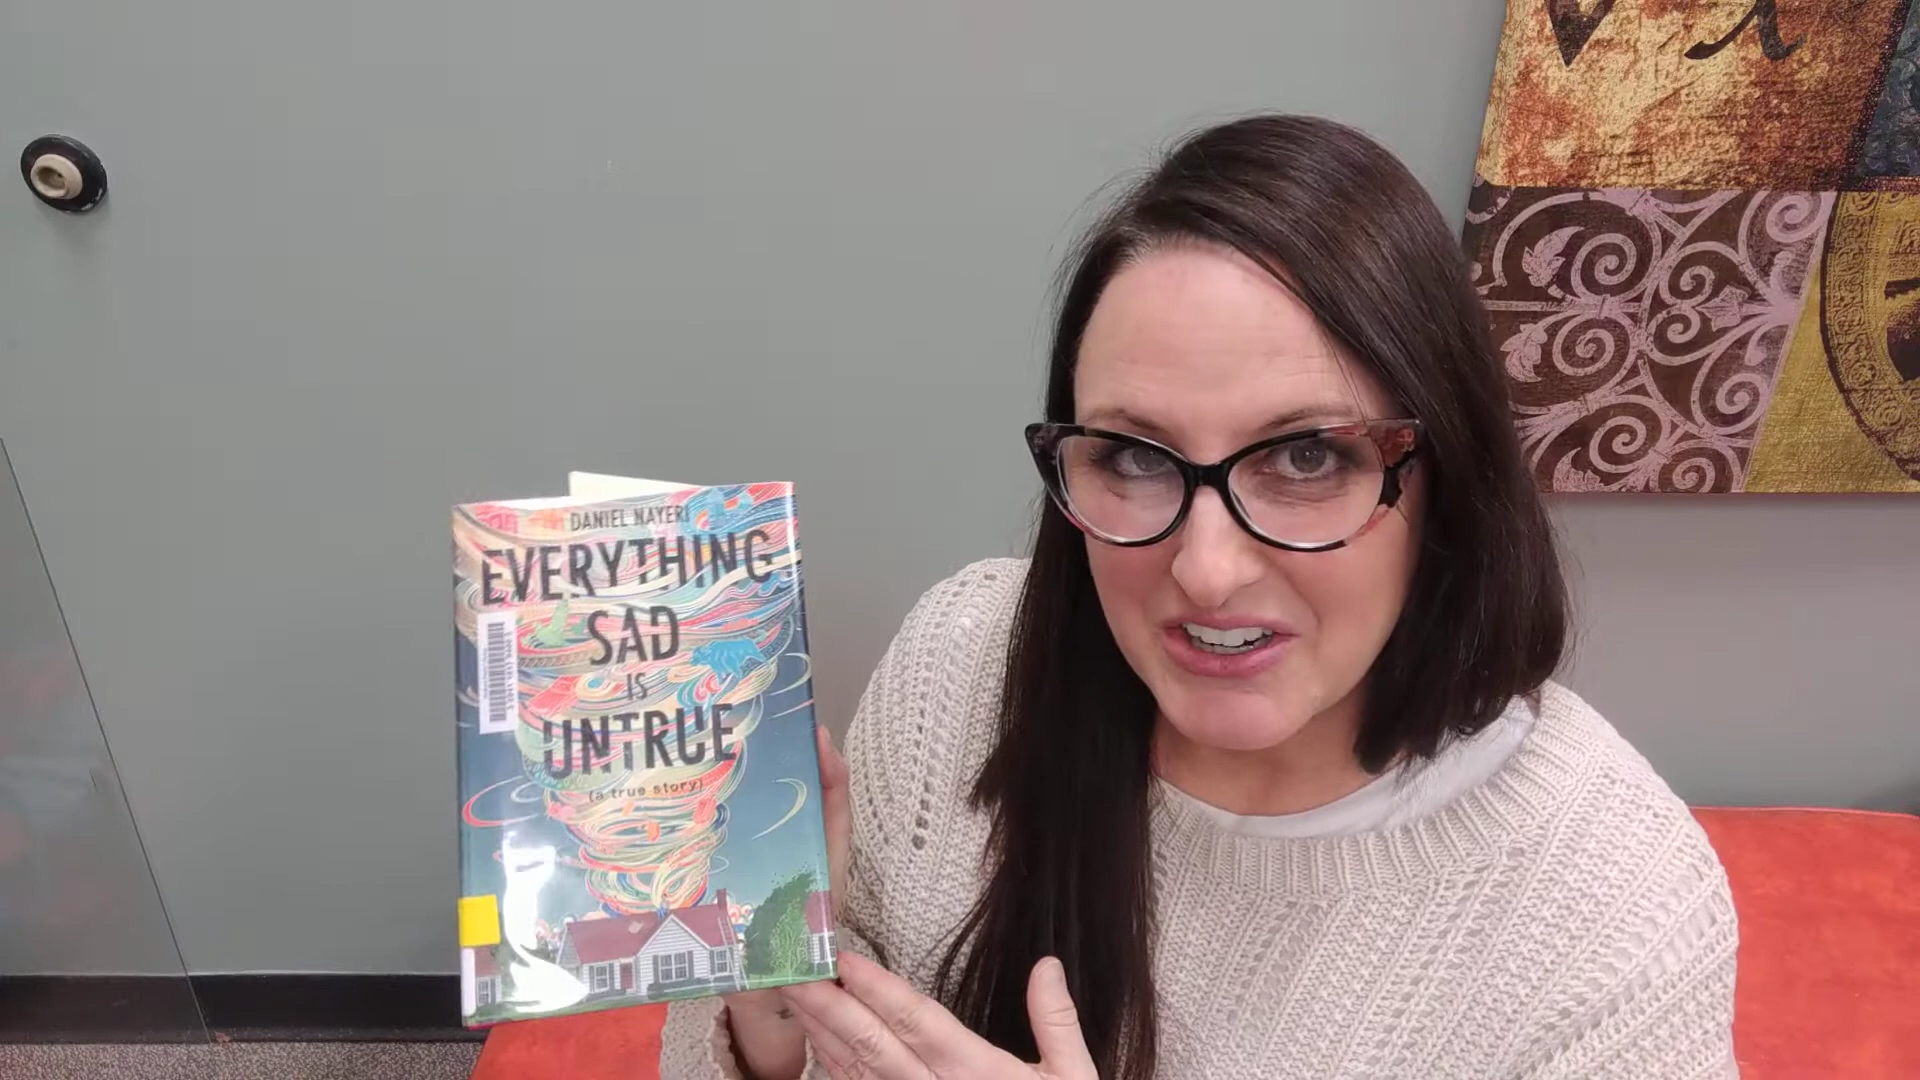 DANIEL NAYERI
EVERYTHING
SAD
IS
UNTRUE
(a true story)